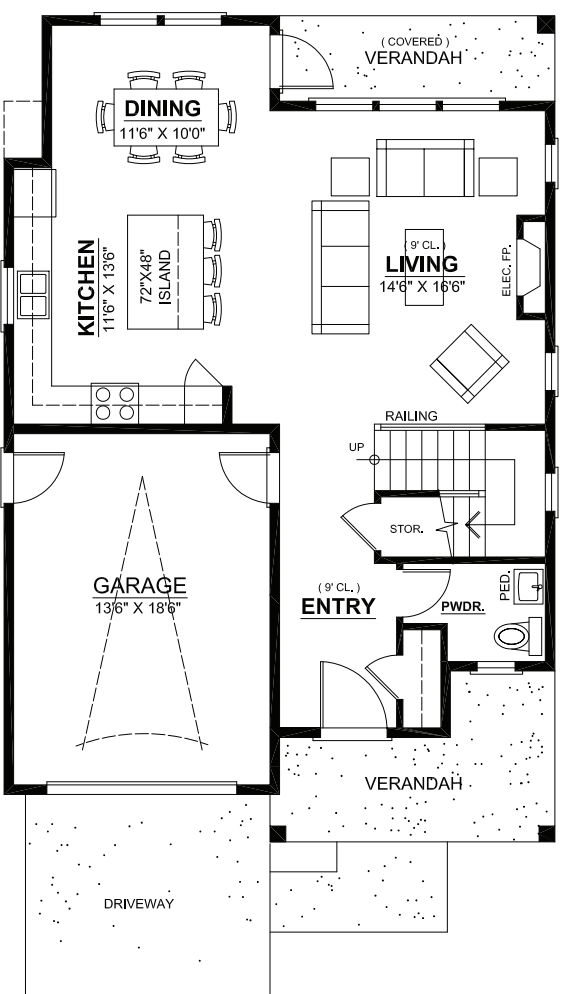 ( COVERED )
VERANDAH
DINING
11'6" X 10'0"
KITCHEN
11'6" X 13'6"
72"X48"
ISLAND
( 9' CL. )
LIVING
14'6" X 16'6"
ELEC. FP.
RAILING
UP
STOR.
GARAGE
13'6" X 18'6"
( 9' CL. )
ENTRY
PWDR.
PED.
VERANDAH
DRIVEWAY